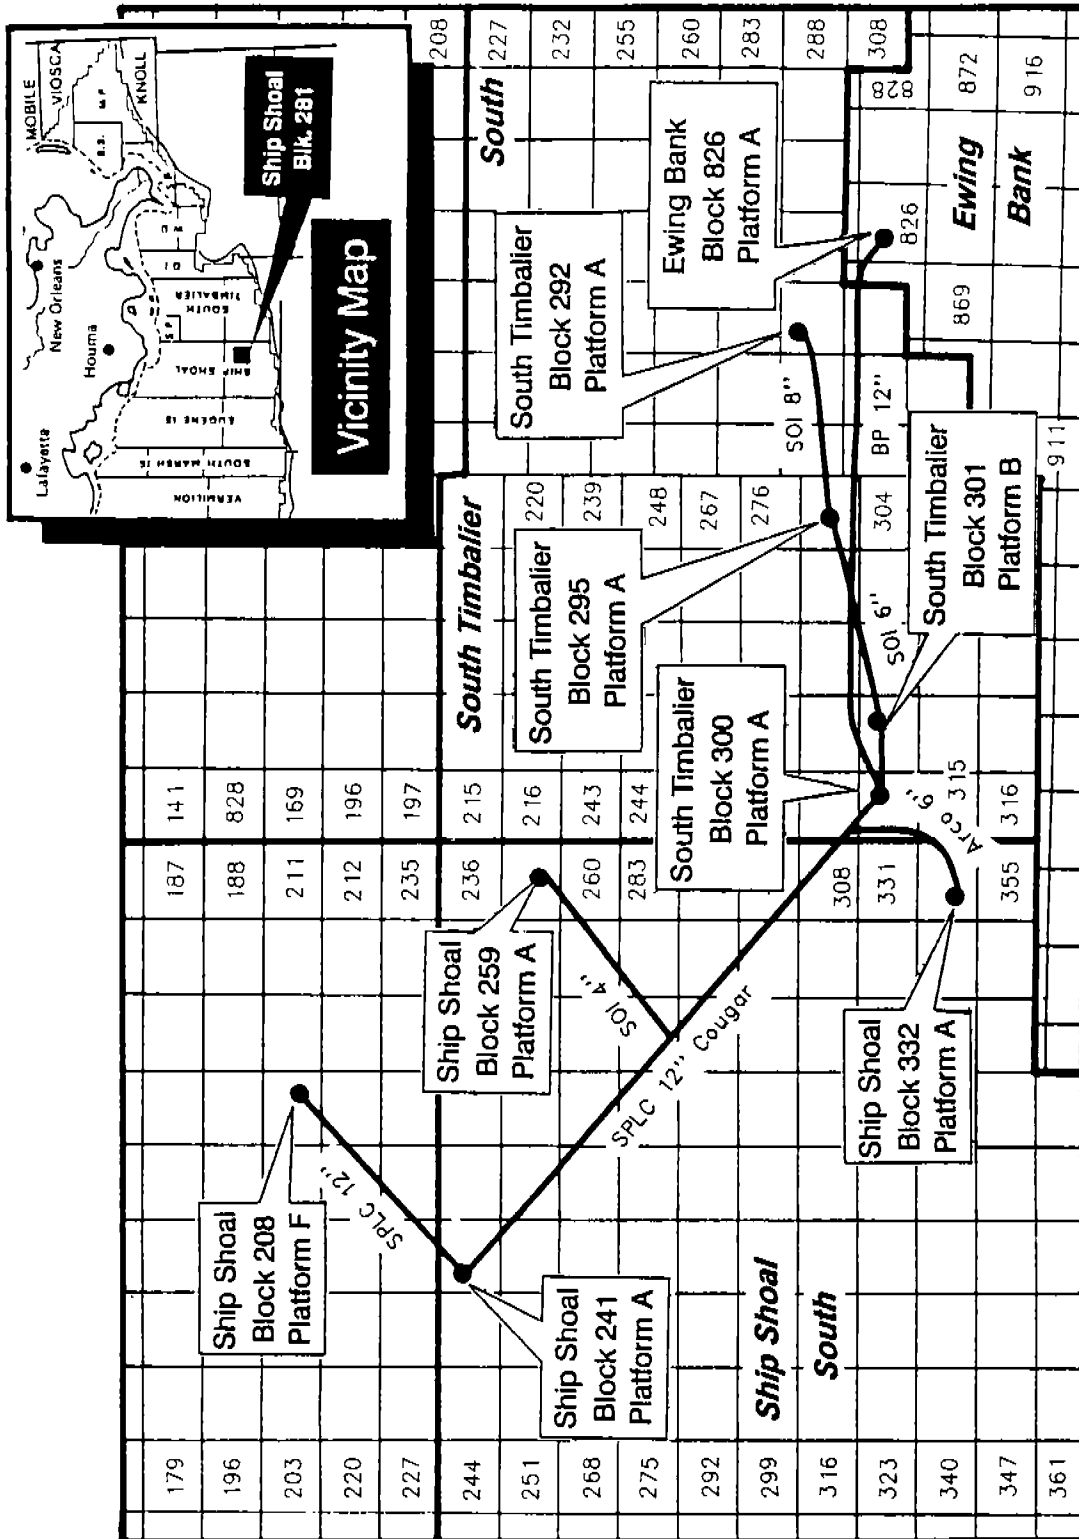 Ship Shoal
Block 208
Platform F
Ship Shoal
Block 241
Platform A
Ship Shoal
Block 259
Platform A
Ship Shoal
Block 332
Platform A
South Timbalier
Block 300
Platform A
South Timbalier
Block 295
Platform A
South Timbalier
Block 301
Platform B
South Timbalier
Block 292
Platform A
Ewing Bank
Block 826
Platform A
SPLC 12"
SPLC 12" Cougar
SOI 4"
Arco 6"
SOI 6"
SOI 8"
BP 12"
Ship Shoal
South
South Timbalier
South
Ewing
Bank
179
196
203
220
227
244
251
268
275
292
299
316
323
340
347
361
187
188
211
212
235
236
260
283
308
331
355
141
828
169
196
197
215
216
243
244
315
316
220
239
248
267
276
304
208
227
232
255
260
283
288
308
828
872
916
826
869
911
Vicinity Map
Ship Shoal
Blk. 281
Lafayette
Houma
New Orleans
MOBILE
VIOSCA
KNOLL
M.P.
B.S.
W D
G I
S.P.
SOUTH
TIMBALIER
SHIP SHOAL
EUGENE IS
SOUTH MARSH IS
VERMILION